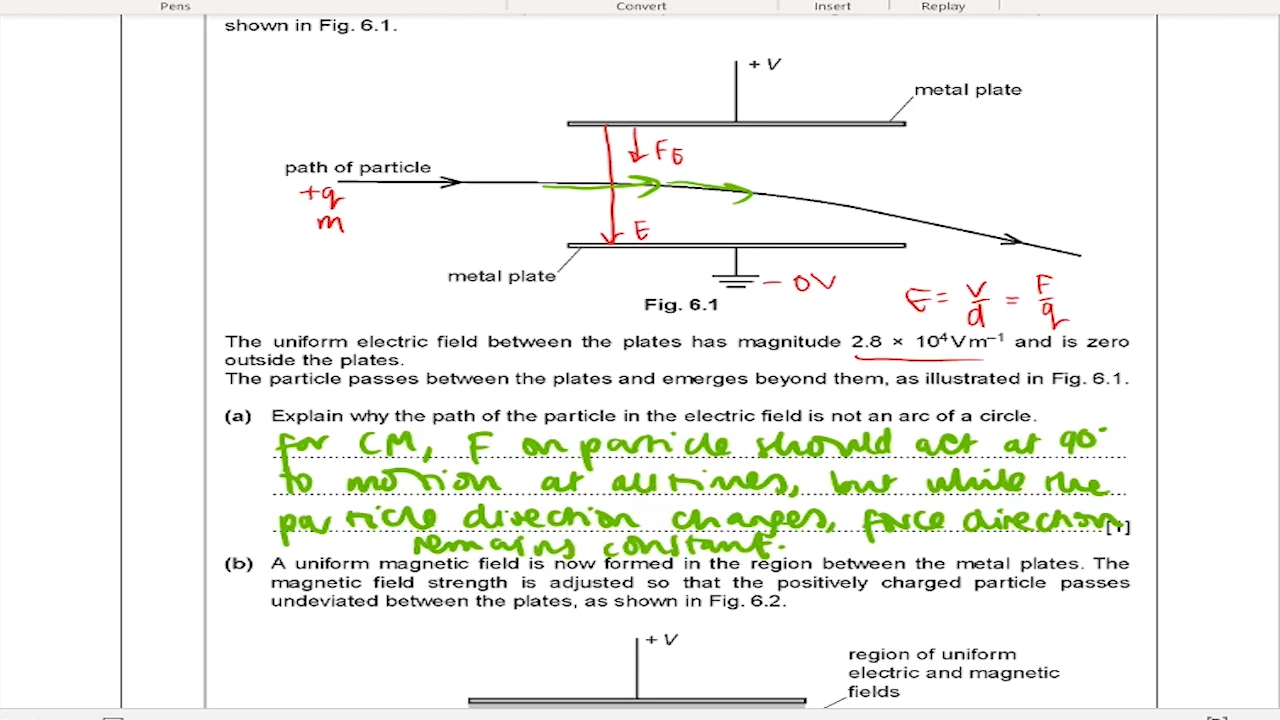 Pens Convert Insert Replay
shown in Fig. 6.1.
+ V
metal plate
FE
path of particle
+q
m
E
metal plate
- 0V
Fig. 6.1
E = V/d = F/q
The uniform electric field between the plates has magnitude 2.8 × 10⁴ V m⁻¹ and is zero
outside the plates.
The particle passes between the plates and emerges beyond them, as illustrated in Fig. 6.1.
(a) Explain why the path of the particle in the electric field is not an arc of a circle.
for CM, F on particle should act at 90°
to motion at all times, but while the
particle direction changes, force direction
[1]
remains constant.
(b) A uniform magnetic field is now formed in the region between the metal plates. The
magnetic field strength is adjusted so that the positively charged particle passes
undeviated between the plates, as shown in Fig. 6.2.
+ V
region of uniform
electric and magnetic
fields